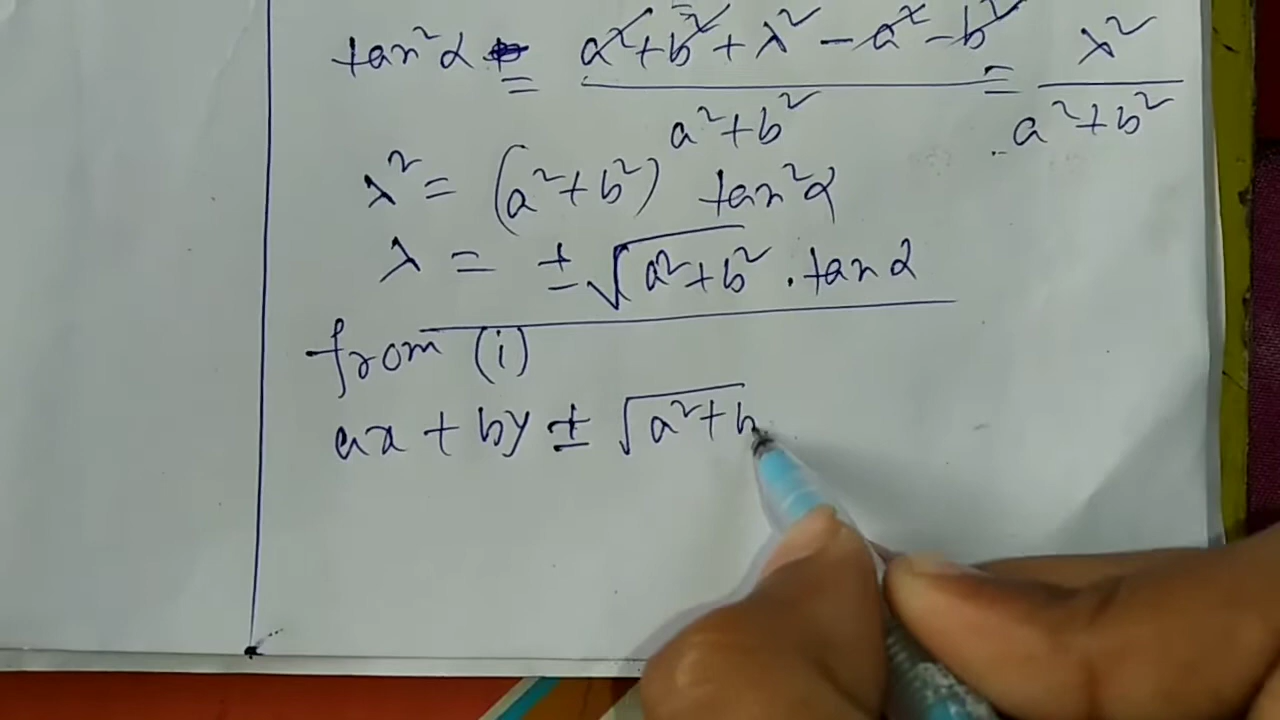 tan²α = a²+b²+λ²-a²-b² / a²+b² = λ² / a²+b²
λ² = (a²+b²) tan²α
λ = ±√a²+b² . tan α
from (i)
ax + by ± √a²+b